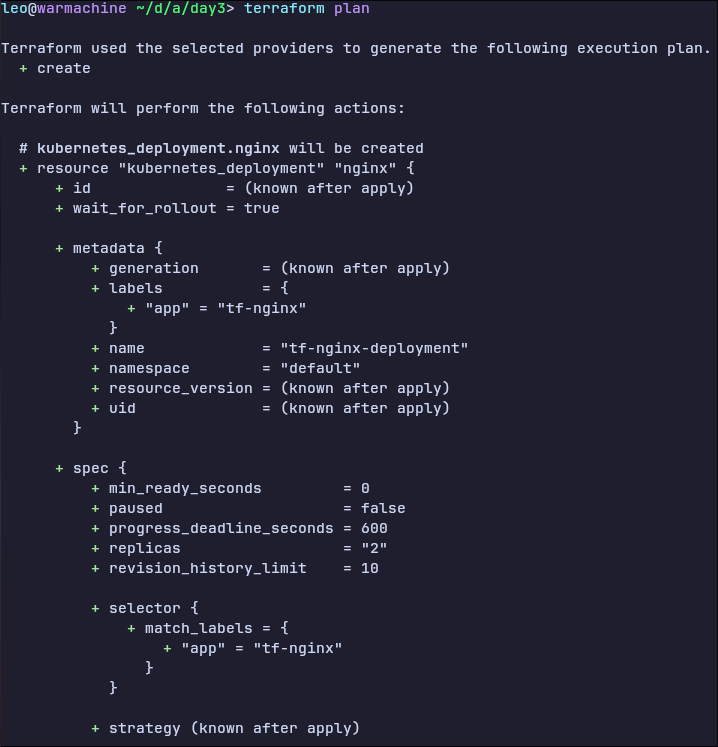 leo@warmachine ~/d/a/day3> terraform plan

Terraform used the selected providers to generate the following execution plan.
  + create

Terraform will perform the following actions:

  # kubernetes_deployment.nginx will be created
  + resource "kubernetes_deployment" "nginx" {
      + id               = (known after apply)
      + wait_for_rollout = true

      + metadata {
          + generation       = (known after apply)
          + labels           = {
              + "app" = "tf-nginx"
            }
          + name             = "tf-nginx-deployment"
          + namespace        = "default"
          + resource_version = (known after apply)
          + uid              = (known after apply)
        }

      + spec {
          + min_ready_seconds         = 0
          + paused                    = false
          + progress_deadline_seconds = 600
          + replicas                  = "2"
          + revision_history_limit    = 10

          + selector {
              + match_labels = {
                  + "app" = "tf-nginx"
                }
            }

          + strategy (known after apply)